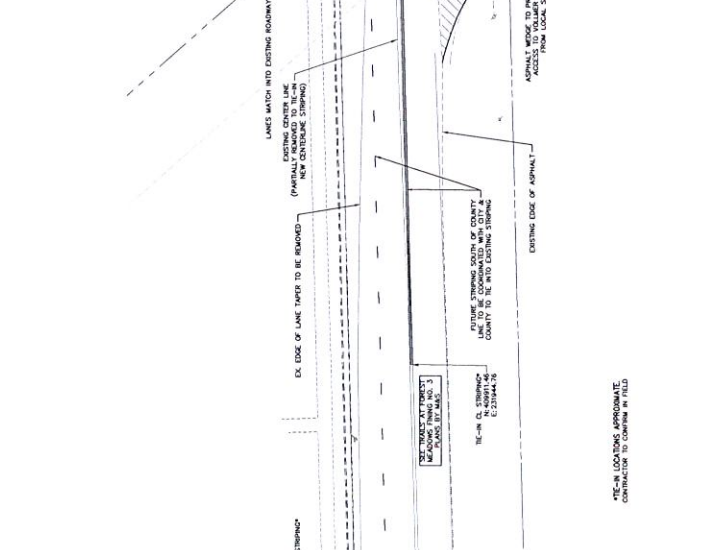 LANES MATCH INTO EXISTING ROADWAY
EXISTING CENTER LINE
(PARTIALLY REMOVED TO TIE-IN
NEW CENTERLINE STRIPING)
EX. EDGE OF LANE TAPER TO BE REMOVED
STRIPING*
SEE TRAILS AT FOREST
MEADOWS FINING NO. 3
PLANS BY M&S
TIE-IN CL STRIPING*
N: 409911.46
E: 231944.76
FUTURE STRIPING SOUTH OF COUNTY
LINE TO BE COORDINATED WITH CITY &
COUNTY TO TIE INTO EXISTING STRIPING
EXISTING EDGE OF ASPHALT
ASPHALT WEDGE TO
ACCESS TO VOLLMER
FROM LOCAL
*TIE-IN LOCATIONS APPROXIMATE.
CONTRACTOR TO CONFIRM IN FIELD